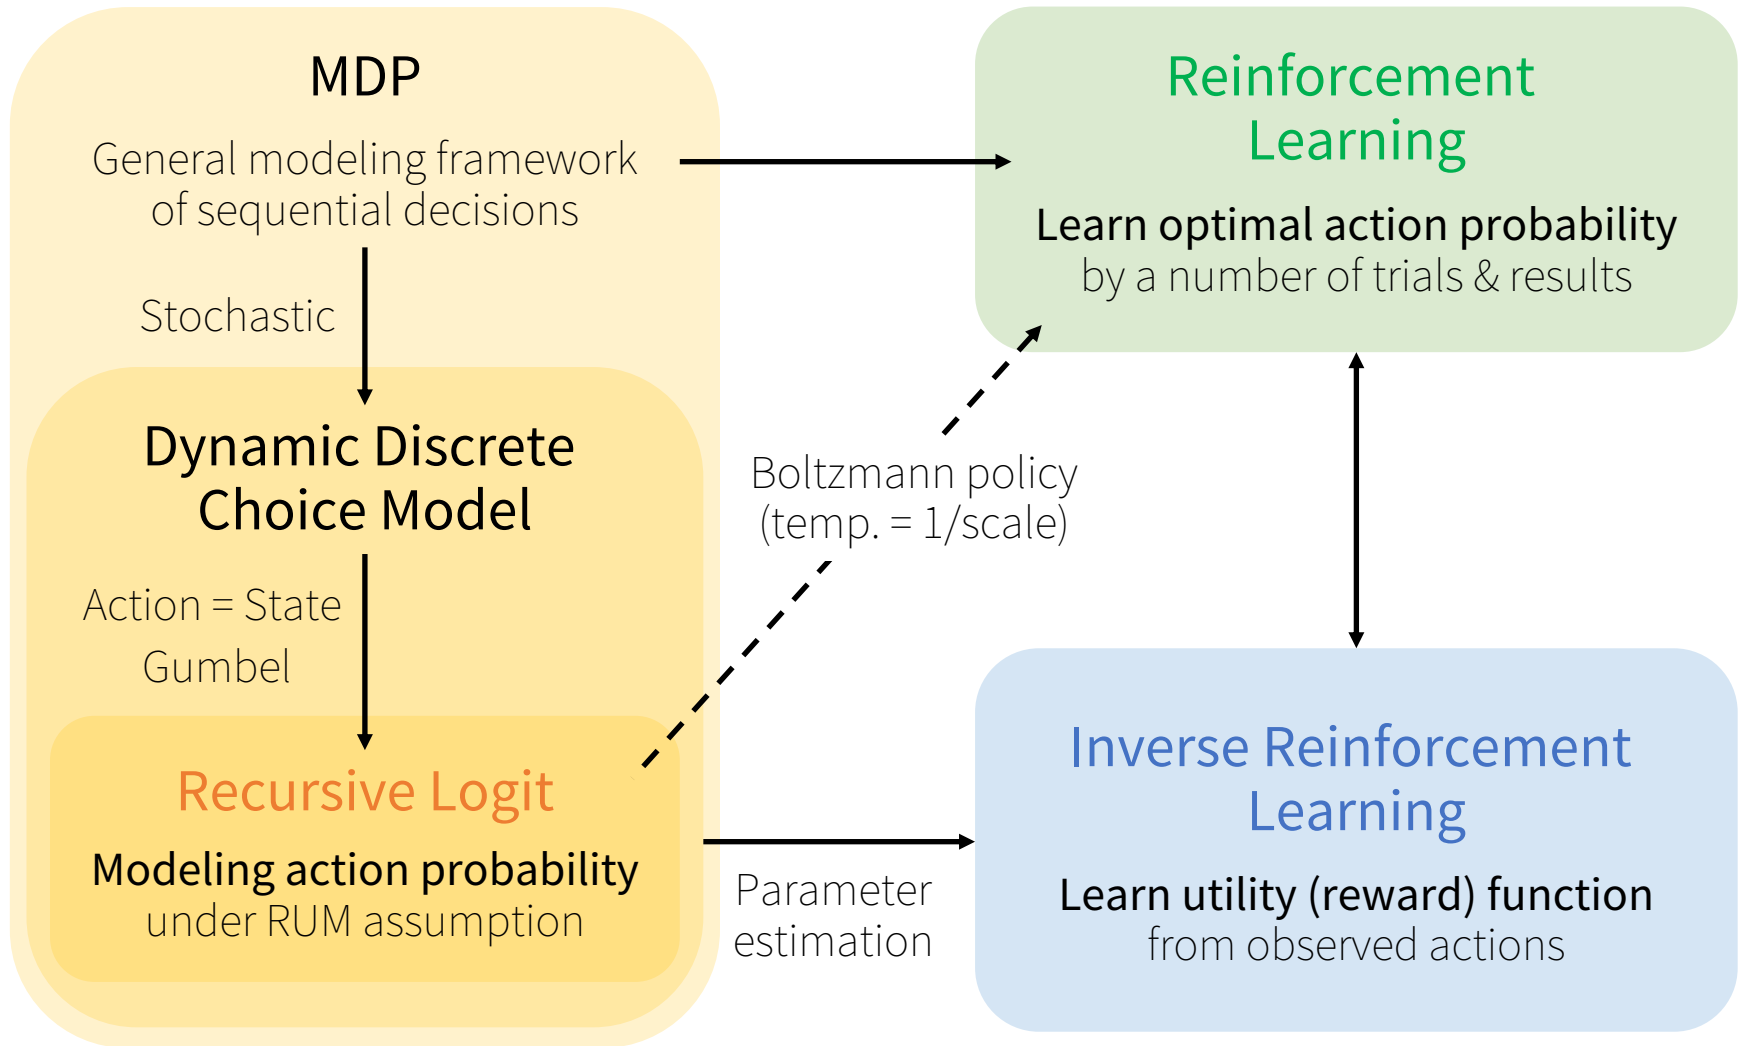 MDP
General modeling framework
of sequential decisions
Stochastic
Dynamic Discrete
Choice Model
Action = State
Gumbel
Recursive Logit
Modeling action probability
under RUM assumption
Boltzmann policy
(temp. = 1/scale)
Parameter
estimation
Reinforcement
Learning
Learn optimal action probability
by a number of trials & results
Inverse Reinforcement
Learning
Learn utility (reward) function
from observed actions